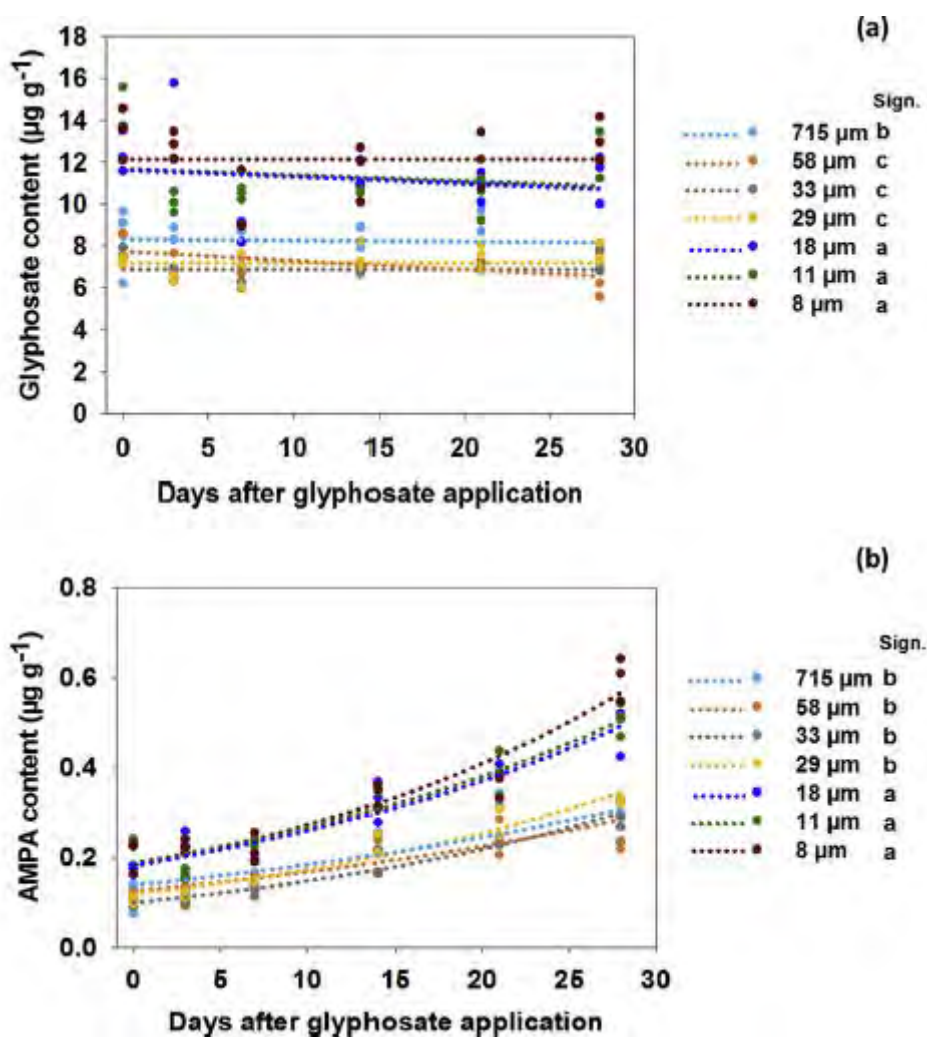 (a)
Glyphosate content (µg g⁻¹)
18
16
14
12
10
8
6
4
2
0
0 5 10 15 20 25 30
Days after glyphosate application
Sign.
715 µm b
58 µm c
33 µm c
29 µm c
18 µm a
11 µm a
8 µm a
(b)
AMPA content (µg g⁻¹)
0.8
0.6
0.4
0.2
0.0
0 5 10 15 20 25 30
Days after glyphosate application
Sign.
715 µm b
58 µm b
33 µm b
29 µm b
18 µm a
11 µm a
8 µm a